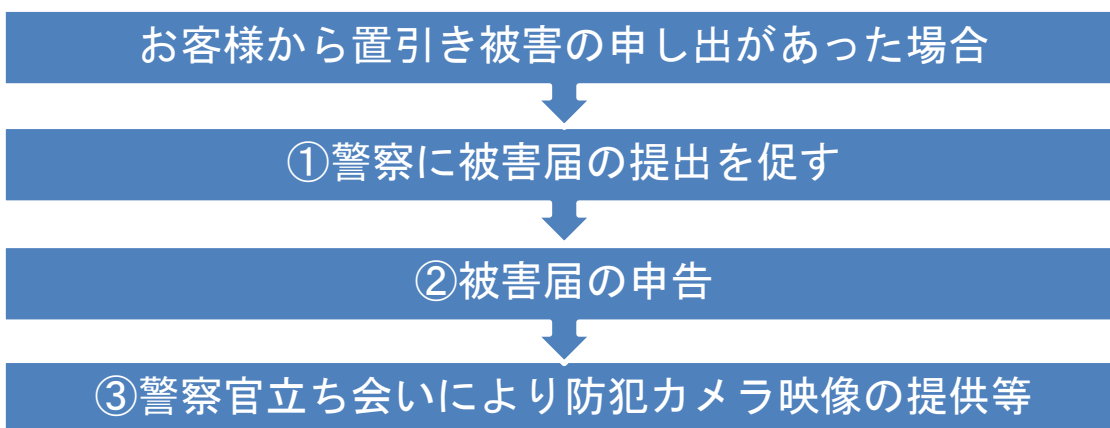 お客様から置引き被害の申し出があった場合
①警察に被害届の提出を促す
②被害届の申告
③警察官立ち会いにより防犯カメラ映像の提供等